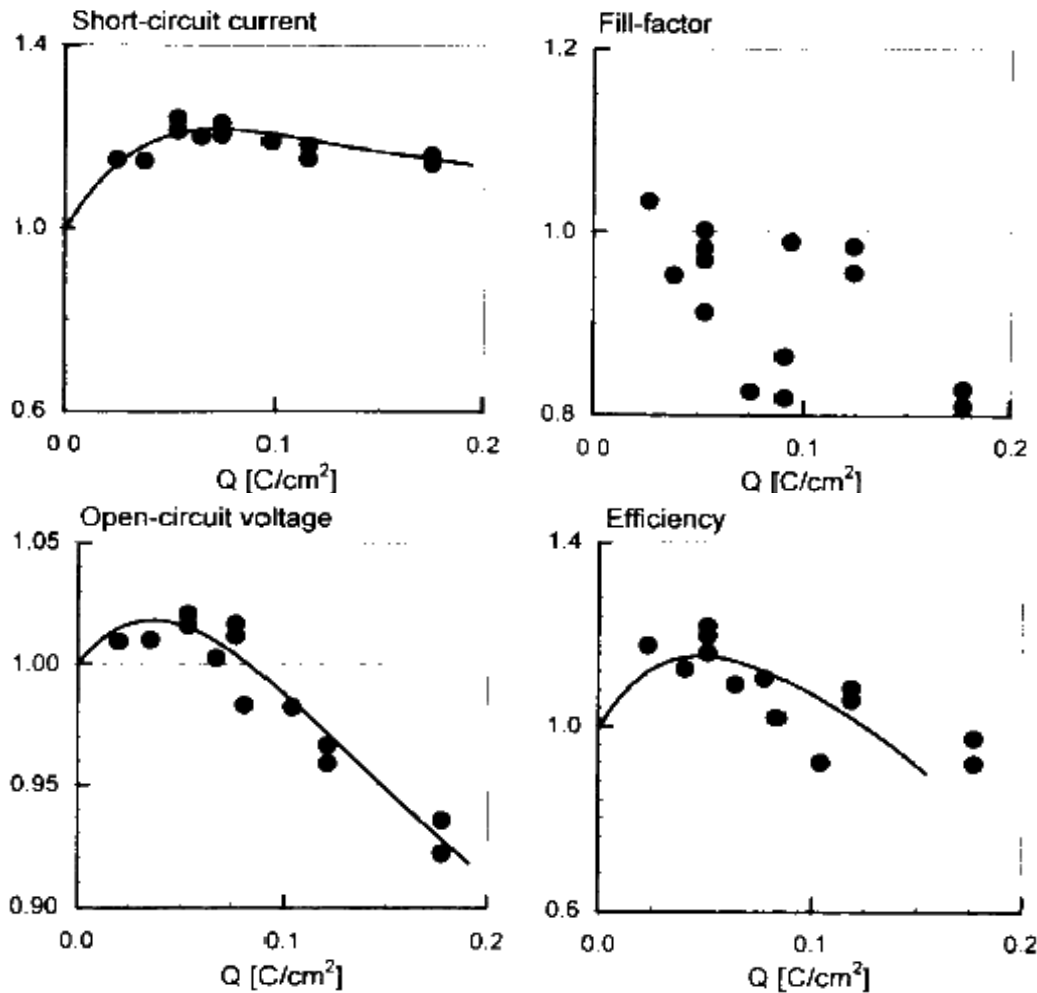 Short-circuit current
1.4
1.0
0.6
0.0 0.1 0.2
Q [C/cm²]
Fill-factor
1.2
1.0
0.8
0 0 0.1 0.2
Q [C/cm²]
Open-circuit voltage
1.05
1.00
0.95
0.90
0.0 0.1 0.2
Q [C/cm²]
Efficiency
1.4
1.0
0.6
0.0 0.1 0.2
Q [C/cm²]